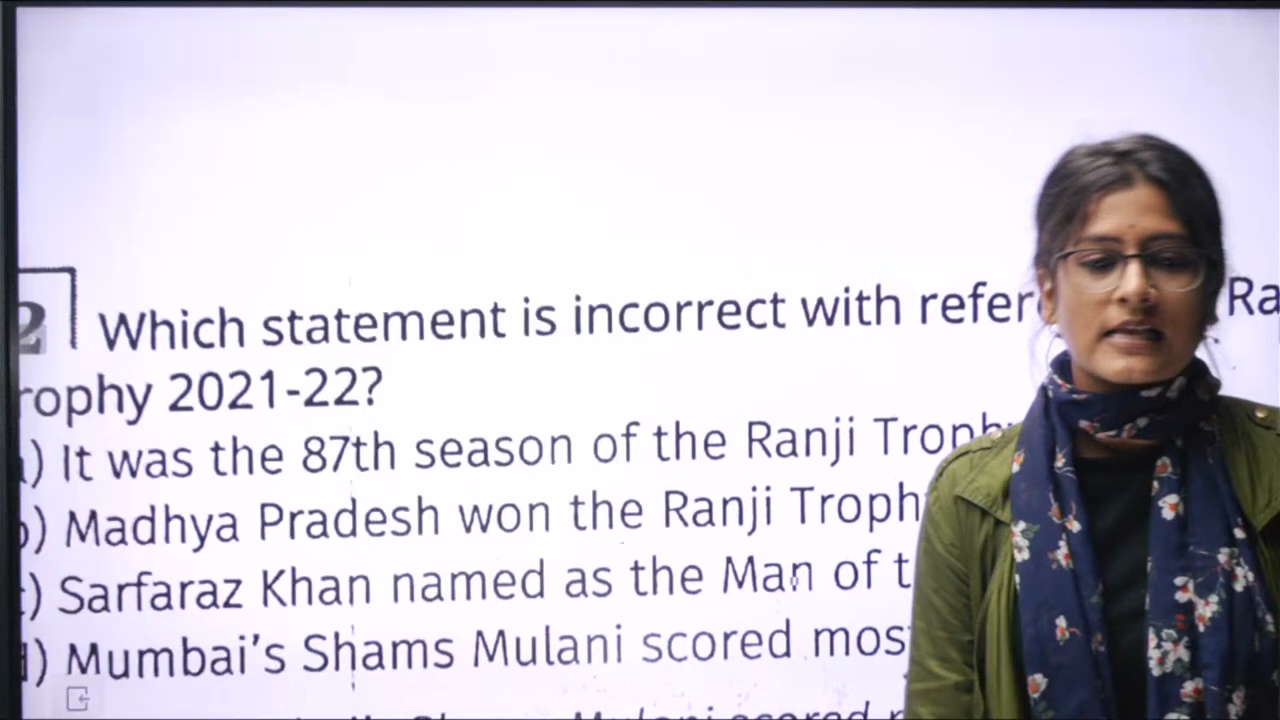 2 Which statement is incorrect with refer Ra
rophy 2021-22?
) It was the 87th season of the Ranji Troph
) Madhya Pradesh won the Ranji Troph
) Sarfaraz Khan named as the Man of t
) Mumbai's Shams Mulani scored mos
Mulani scored